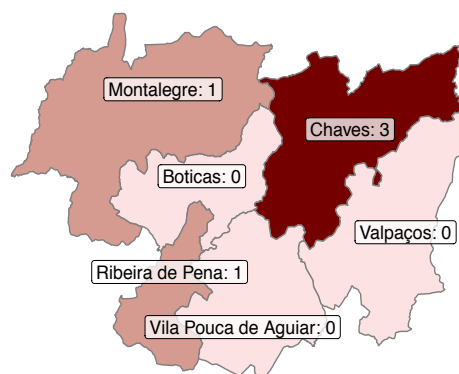 Montalegre: 1
Chaves: 3
Boticas: 0
Valpaços: 0
Ribeira de Pena: 1
Vila Pouca de Aguiar: 0